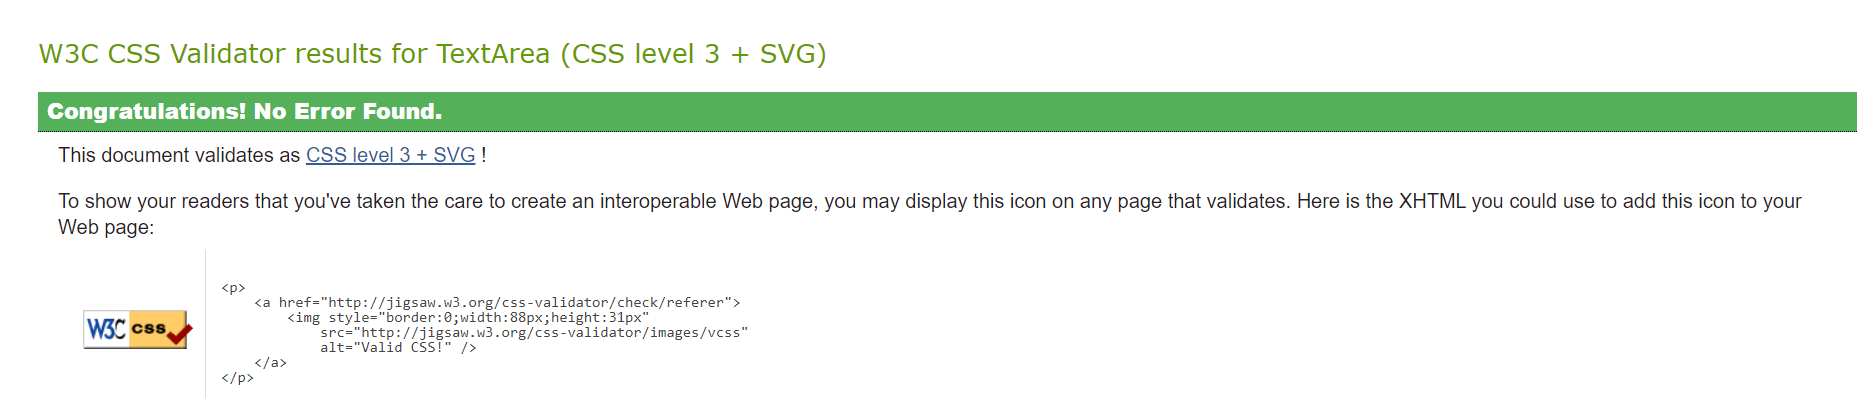 W3C CSS Validator results for TextArea (CSS level 3 + SVG)
Congratulations! No Error Found.
This document validates as CSS level 3 + SVG !
To show your readers that you've taken the care to create an interoperable Web page, you may display this icon on any page that validates. Here is the XHTML you could use to add this icon to your
Web page:
W3C css
<p>
    <a href="http://jigsaw.w3.org/css-validator/check/referer">
        <img style="border:0;width:88px;height:31px"
            src="http://jigsaw.w3.org/css-validator/images/vcss"
            alt="Valid CSS!" />
    </a>
</p>